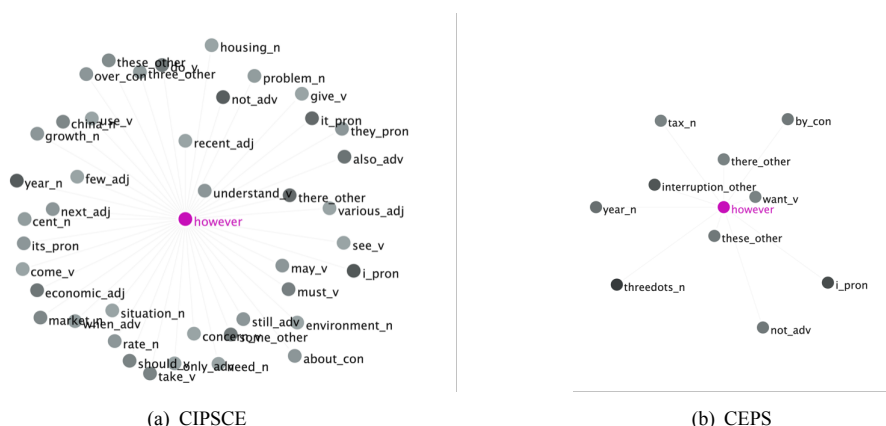 housing_n
these_other
do_v
over_con
three_other
problem_n
not_adv
give_v
china_n
use_v
it_pron
they_pron
growth_n
recent_adj
also_adv
year_n
few_adj
understand_v
there_other
next_adj
various_adj
cent_n
however
its_pron
see_v
come_v
may_v
i_pron
economic_adj
must_v
situation_n
market_n
when_adv
still_adv
environment_n
concern_v
some_other
rate_n
about_con
should_v
only_adv
need_n
take_v
(a) CIPSCE
tax_n
by_con
there_other
interruption_other
want_v
year_n
however
these_other
threedots_n
i_pron
not_adv
(b) CEPS